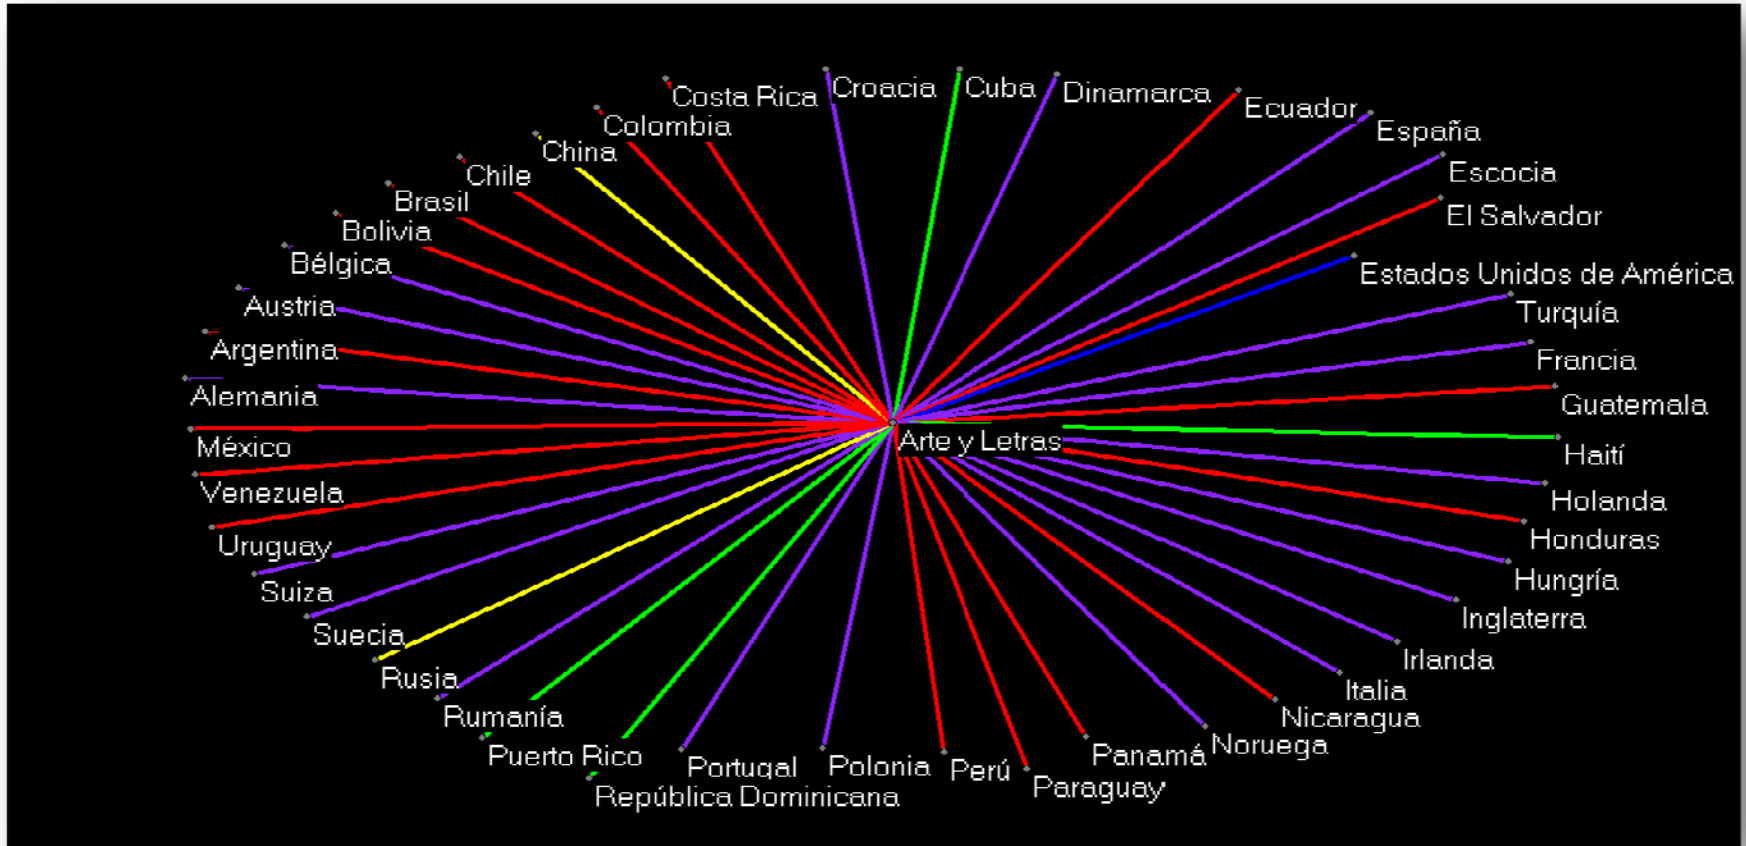 Costa Rica
Croacia
Cuba
Dinamarca
Ecuador
Colombia
España
China
Escocia
Chile
Brasil
El Salvador
Bolivia
Bélgica
Estados Unidos de América
Austria
Turquía
Argentina
Francia
Alemania
Guatemala
México
Arte y Letras
Haití
Venezuela
Holanda
Uruguay
Honduras
Suiza
Hungría
Suecia
Inglaterra
Irlanda
Rusia
Italia
Rumanía
Nicaragua
Noruega
Puerto Rico
Portugal
Polonia
Perú
Panamá
República Dominicana
Paraguay